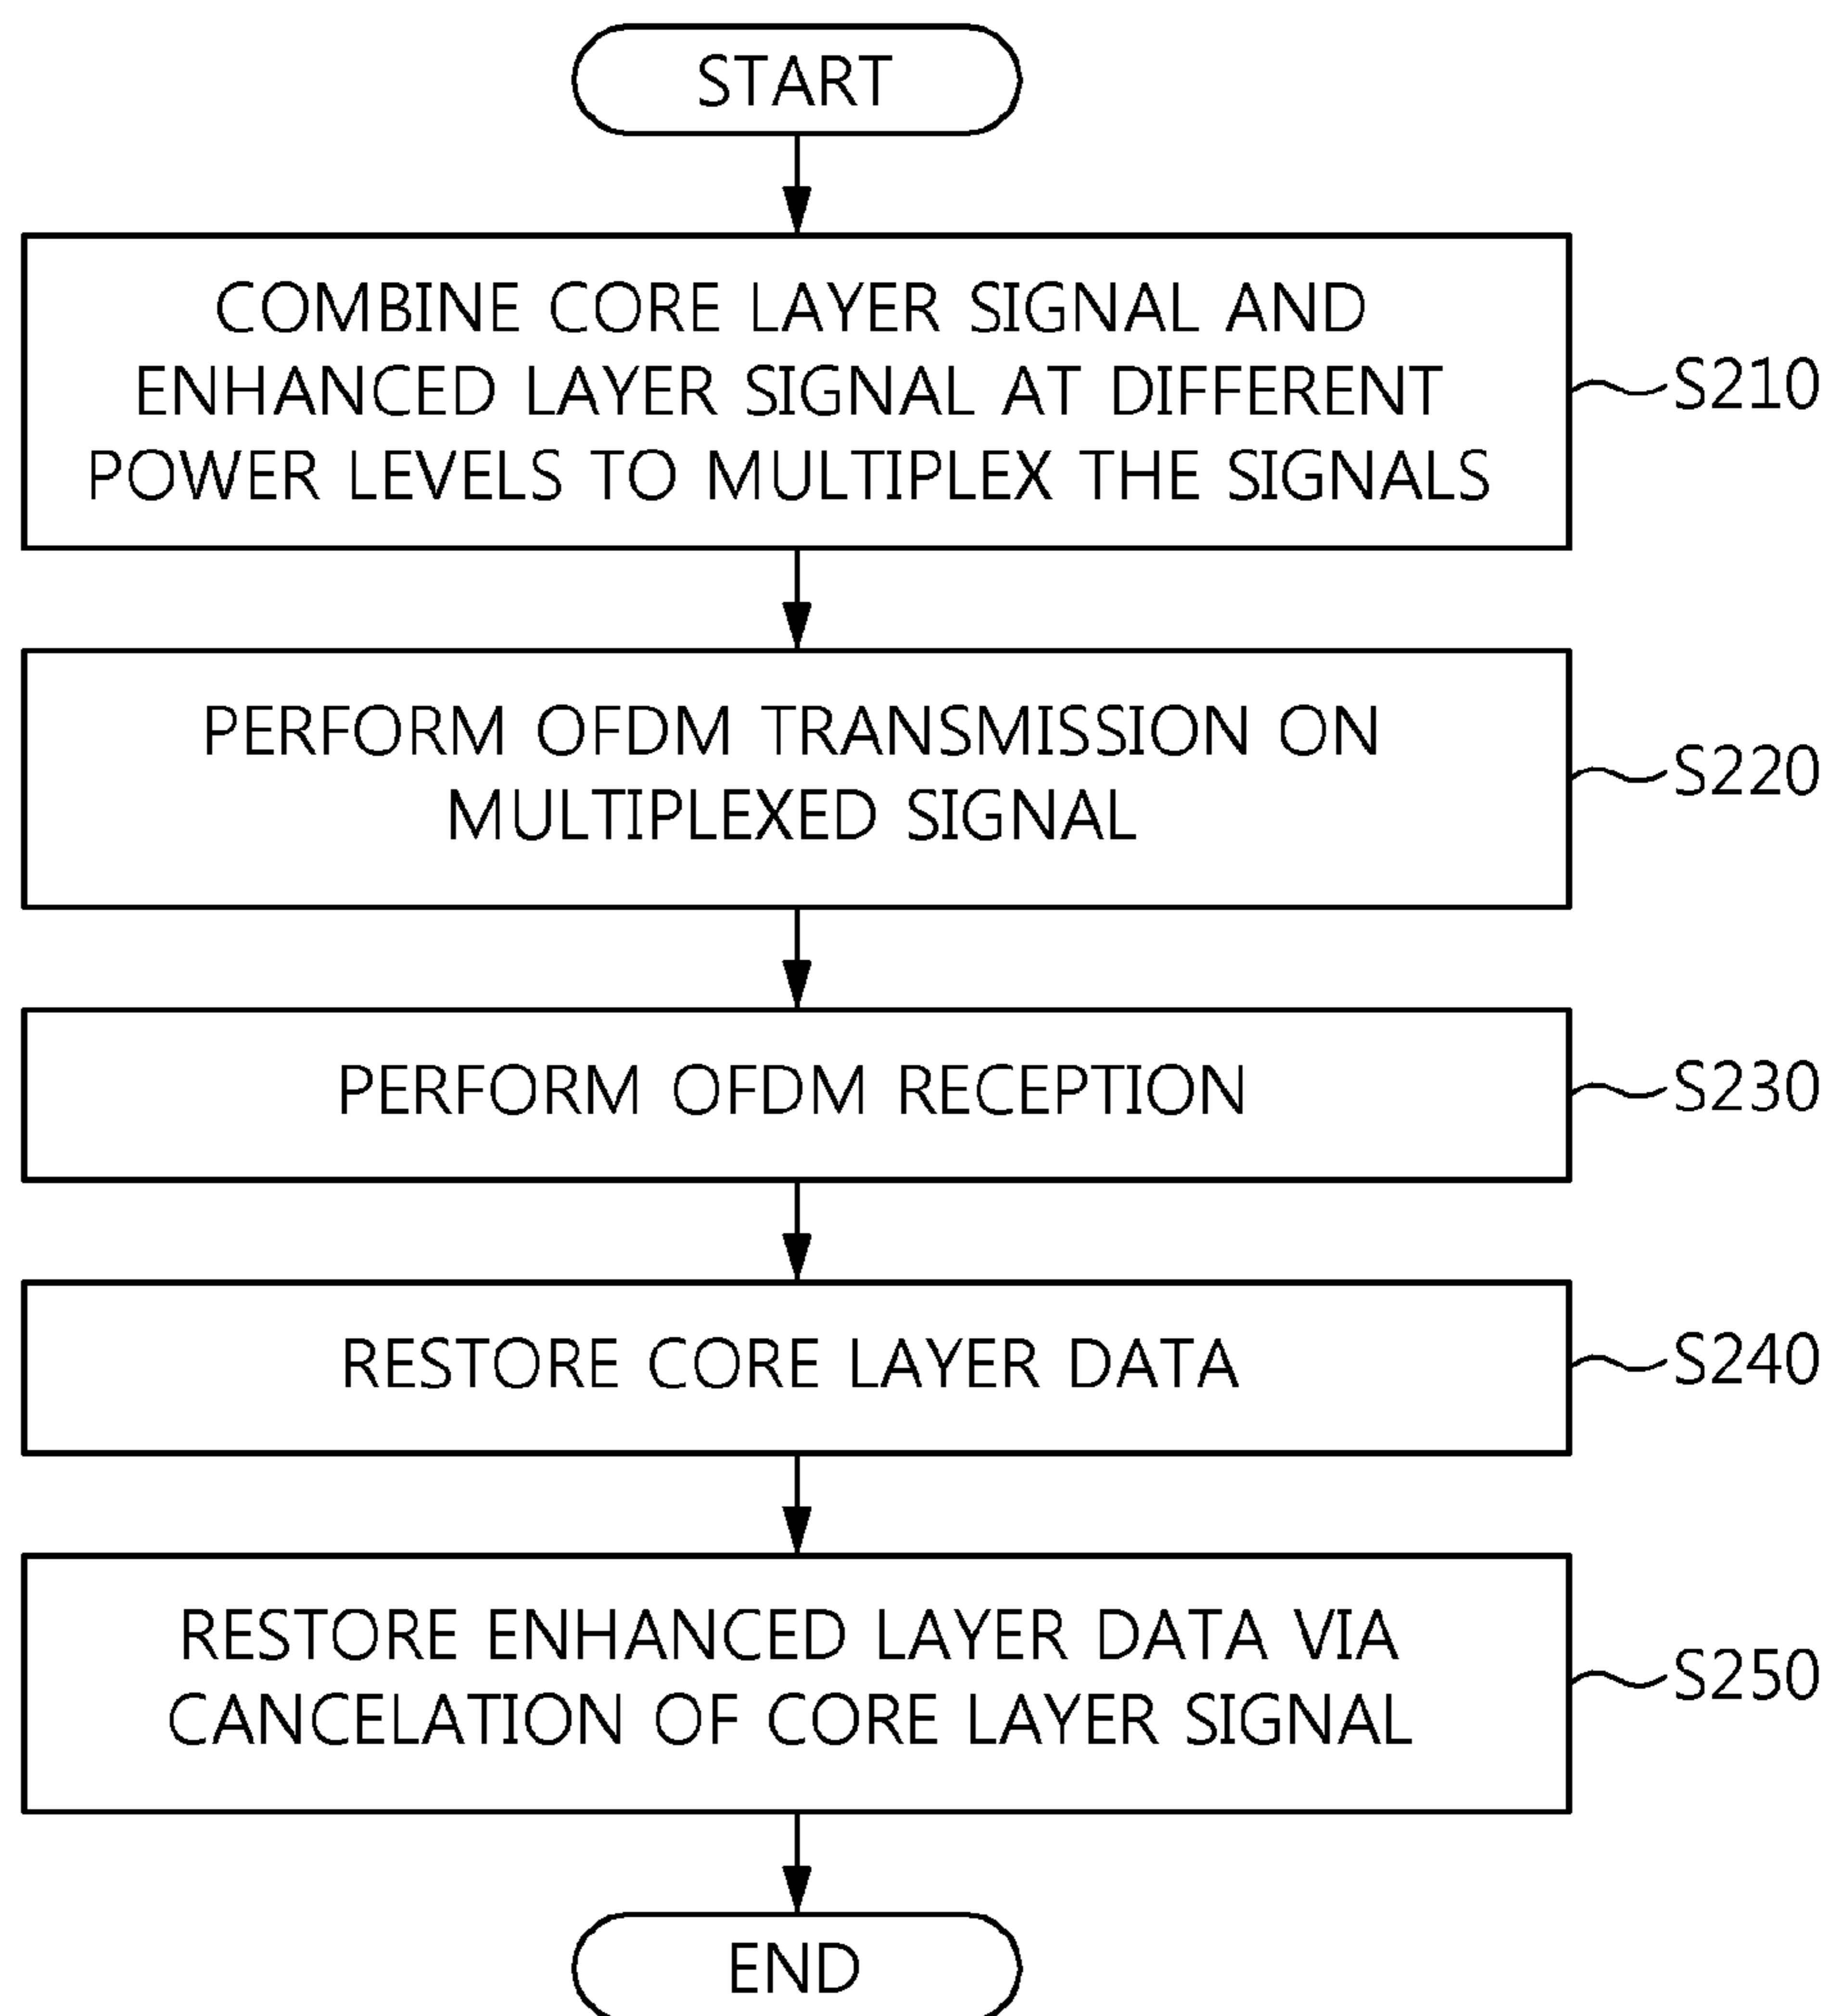 START
COMBINE CORE LAYER SIGNAL AND
ENHANCED LAYER SIGNAL AT DIFFERENT
POWER LEVELS TO MULTIPLEX THE SIGNALS
S210
PERFORM OFDM TRANSMISSION ON
MULTIPLEXED SIGNAL
S220
PERFORM OFDM RECEPTION
S230
RESTORE CORE LAYER DATA
S240
RESTORE ENHANCED LAYER DATA VIA
CANCELATION OF CORE LAYER SIGNAL
S250
END